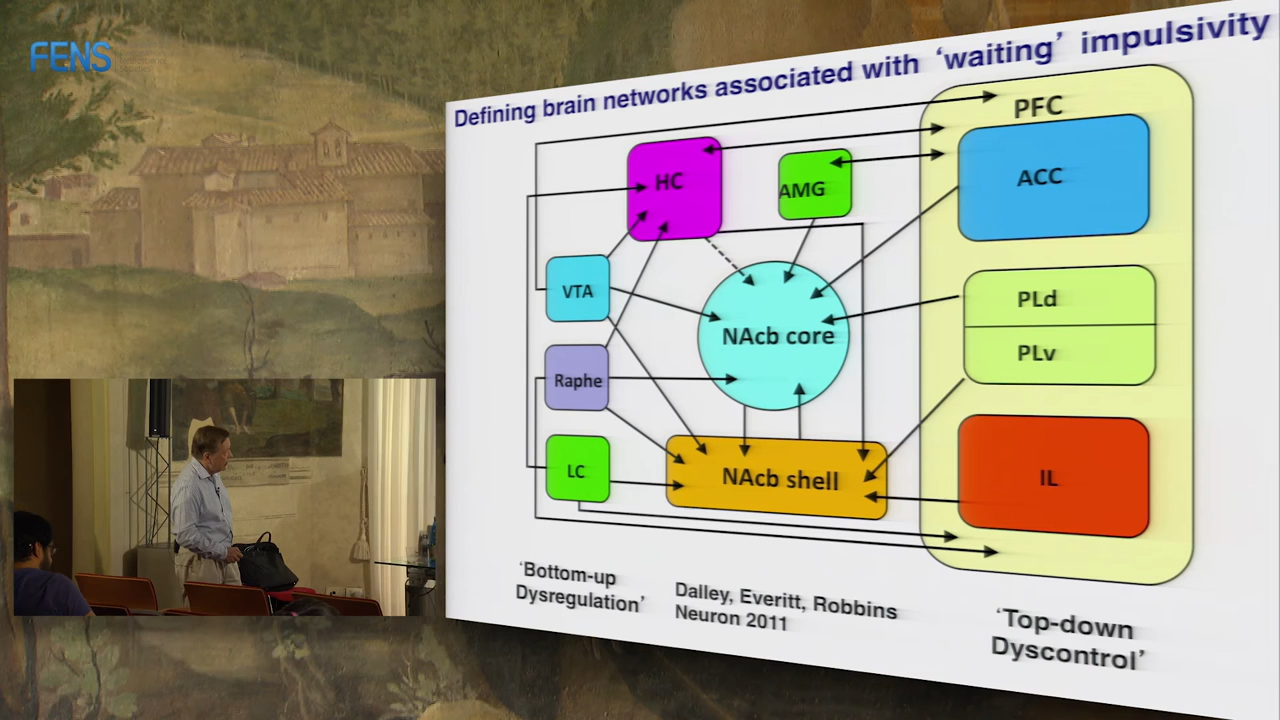 FENS
Defining brain networks associated with ‘waiting’ impulsivity
PFC
HC
AMG
ACC
VTA
NAcb core
PLd
PLv
Raphe
LC
NAcb shell
IL
‘Bottom-up
Dysregulation’
Dalley, Everitt, Robbins
Neuron 2011
‘Top-down
Dyscontrol’